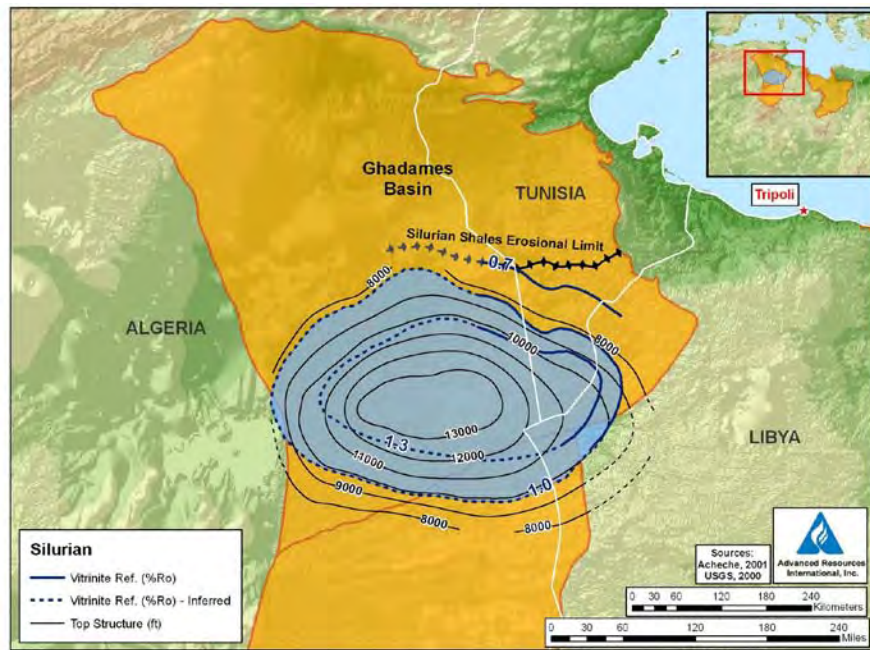 Ghadames
Basin
TUNISIA
Tripoli
Silurian Shales Erosional Limit
0.7
8000
ALGERIA
10000
8000
13000
1.3
12000
11000
LIBYA
9000
1.0
8000
8000
Silurian
Vitrinite Ref. (%Ro)
Vitrinite Ref. (%Ro) - Inferred
Top Structure (ft)
Sources:
Acheche, 2001
USGS, 2000
Advanced Resources
International, Inc.
0 30 60 120 180 240
Kilometers
0 30 60 120 180 240
Miles